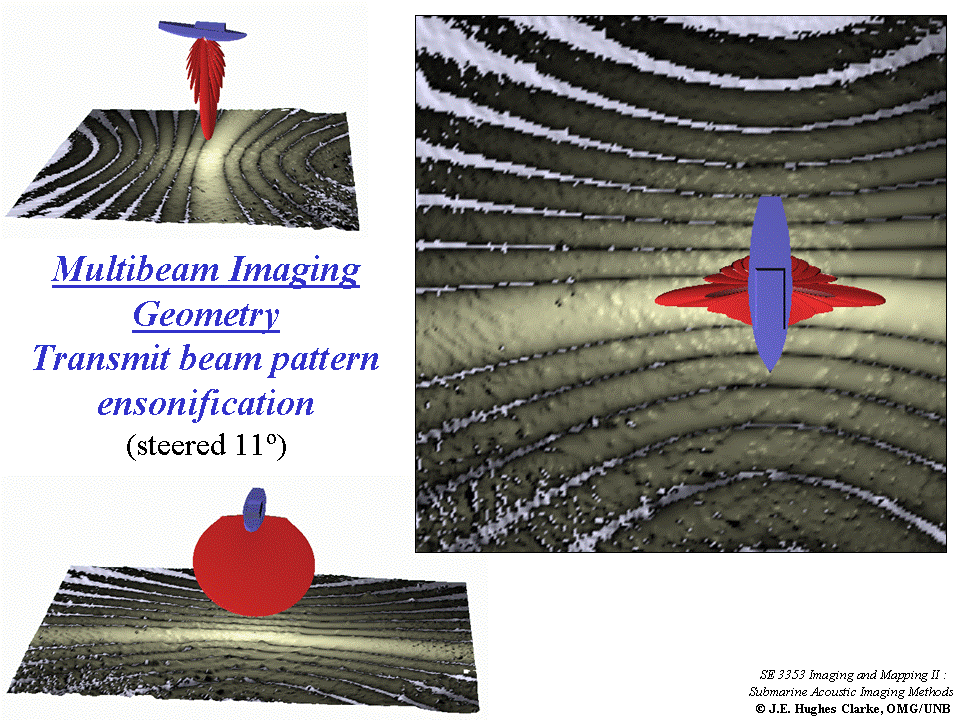 Multibeam Imaging
Geometry
Transmit beam pattern
ensonification
(steered 11º)
SE 3353 Imaging and Mapping II :
Submarine Acoustic Imaging Methods
© J.E. Hughes Clarke, OMG/UNB